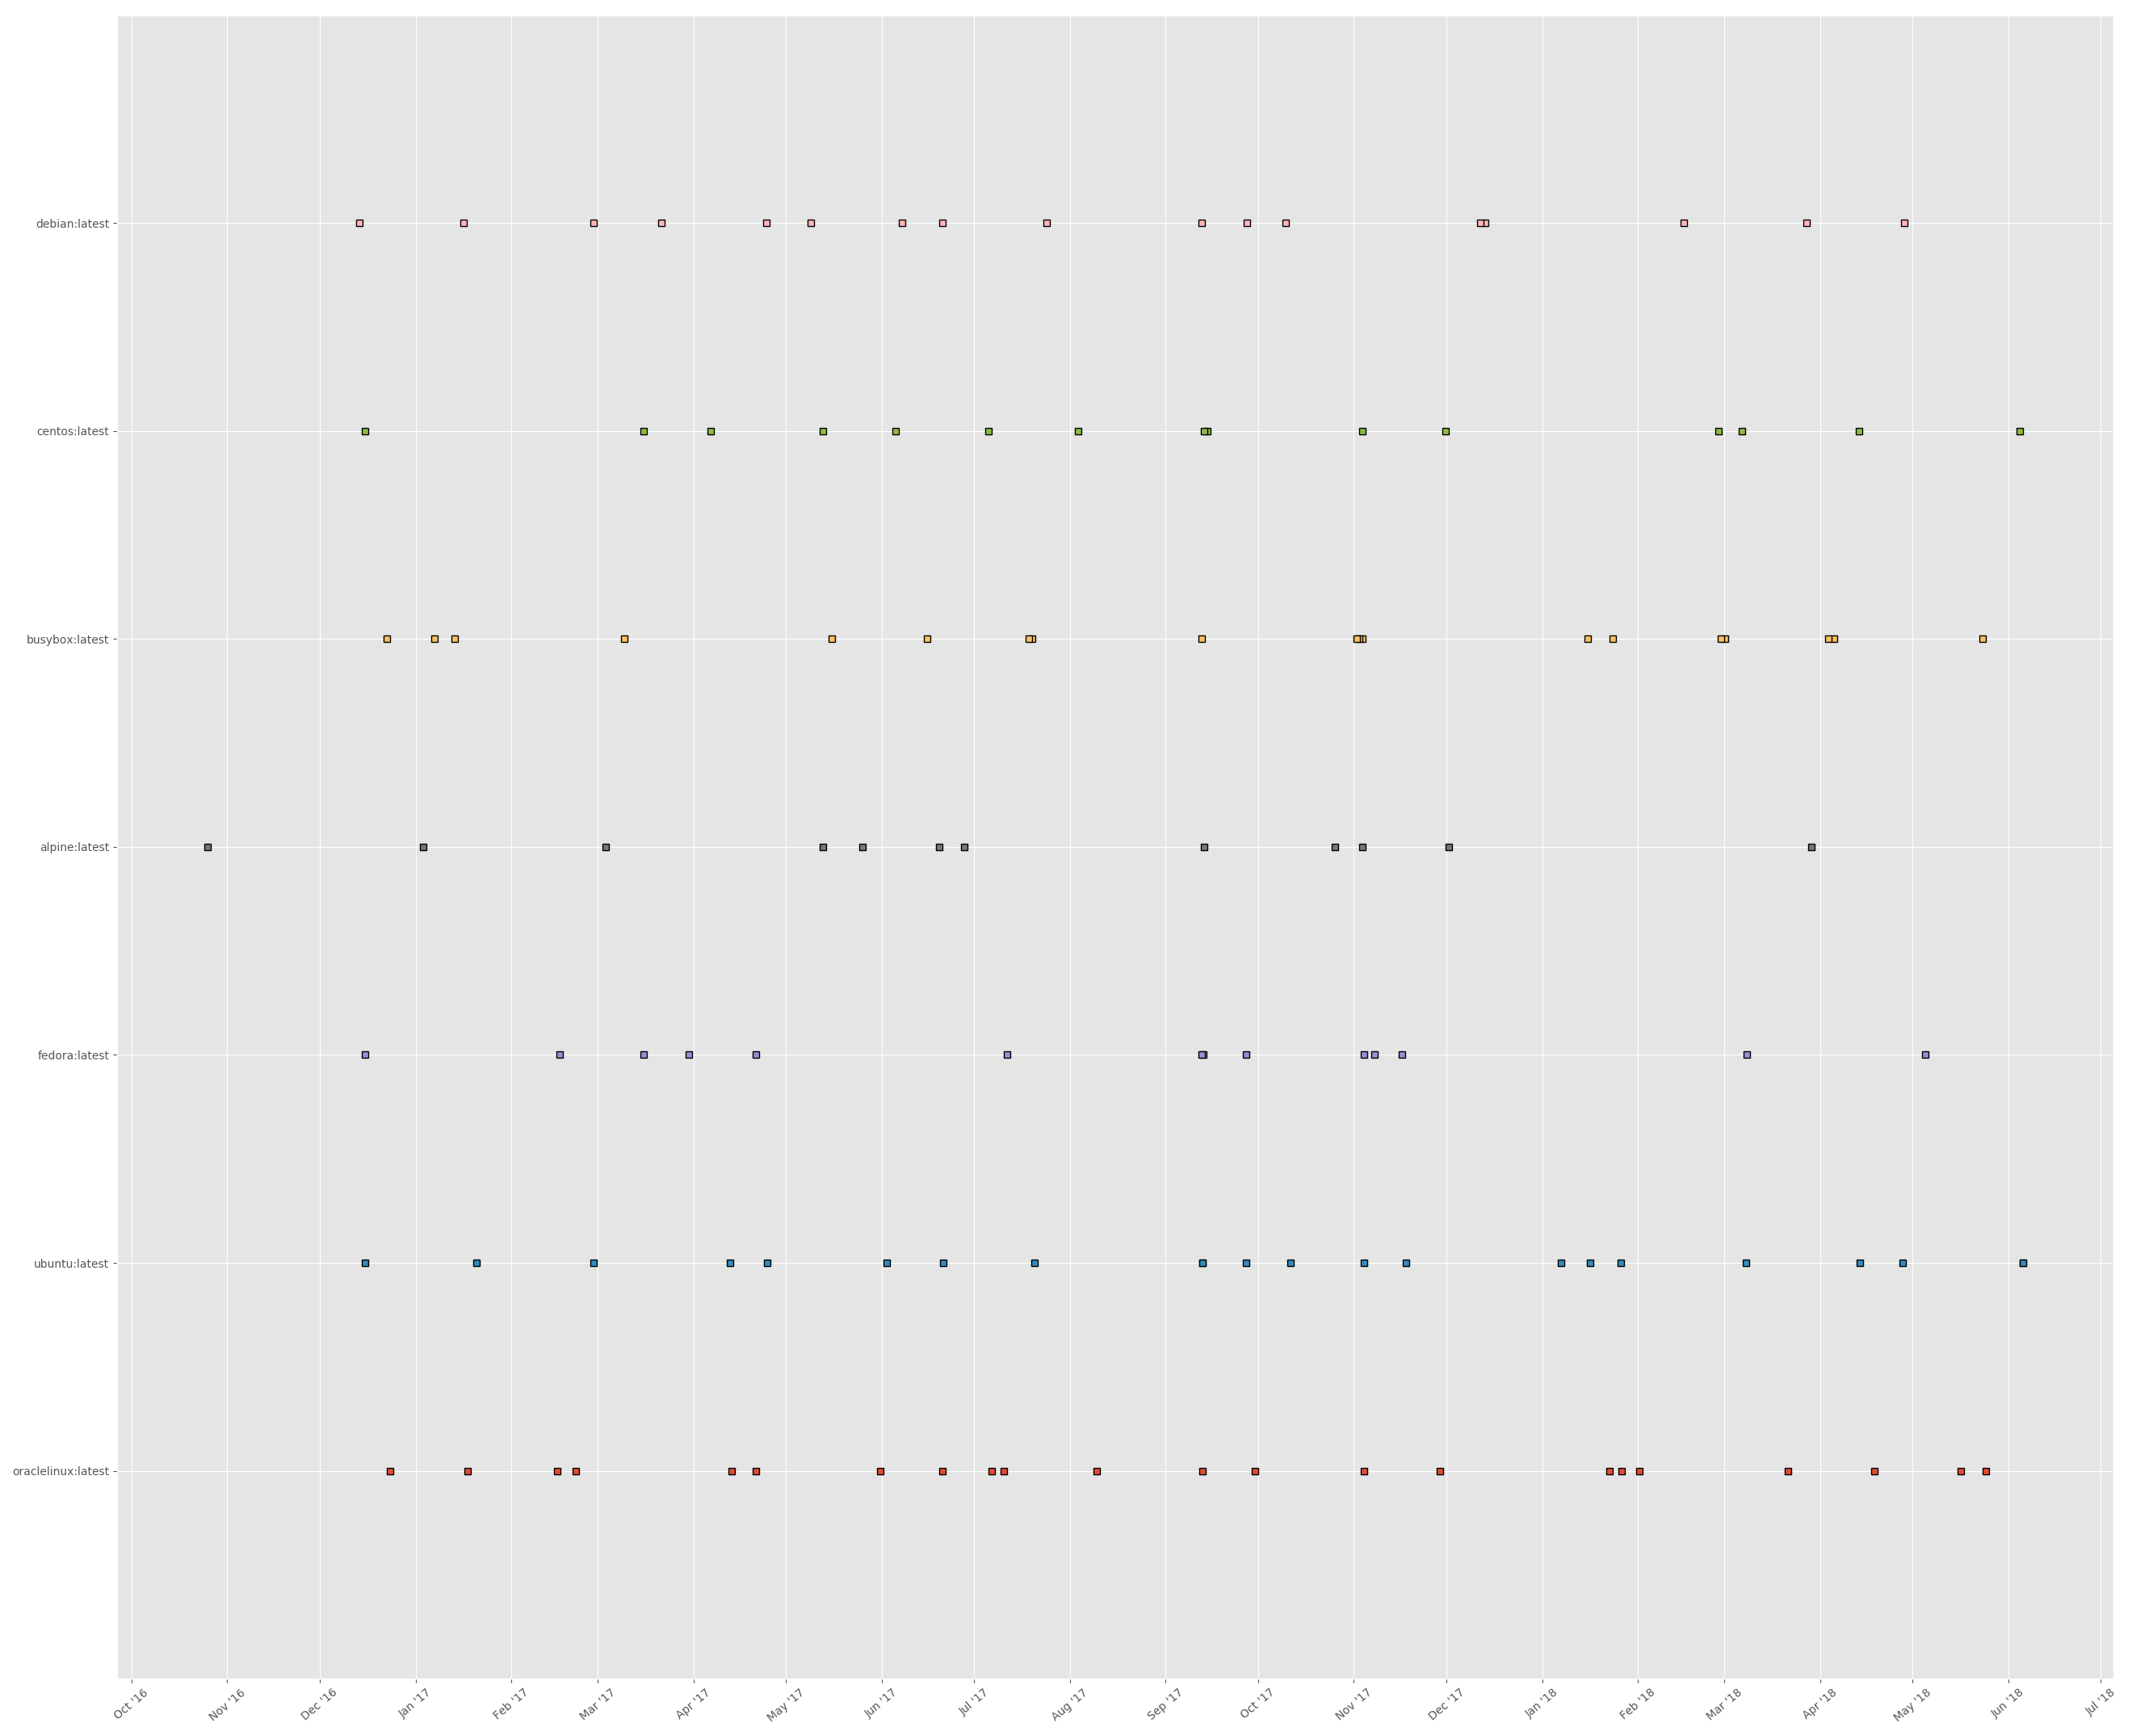 debian:latest
centos:latest
busybox:latest
alpine:latest
fedora:latest
ubuntu:latest
oraclelinux:latest
Oct '16
Nov '16
Dec '16
Jan '17
Feb '17
Mar '17
Apr '17
May '17
Jun '17
Jul '17
Aug '17
Sep '17
Oct '17
Nov '17
Dec '17
Jan '18
Feb '18
Mar '18
Apr '18
May '18
Jun '18
Jul '18